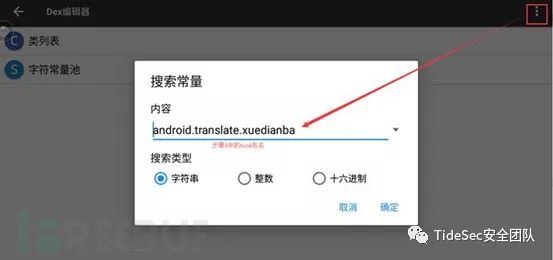 Dex编辑器
C 类列表
S 字符常量池
搜索常量
内容
android.translate.xuedianba
步骤3中的hook包名
搜索类型
字符串 整数 十六进制
取消 确定
REEBUF
TideSec安全团队